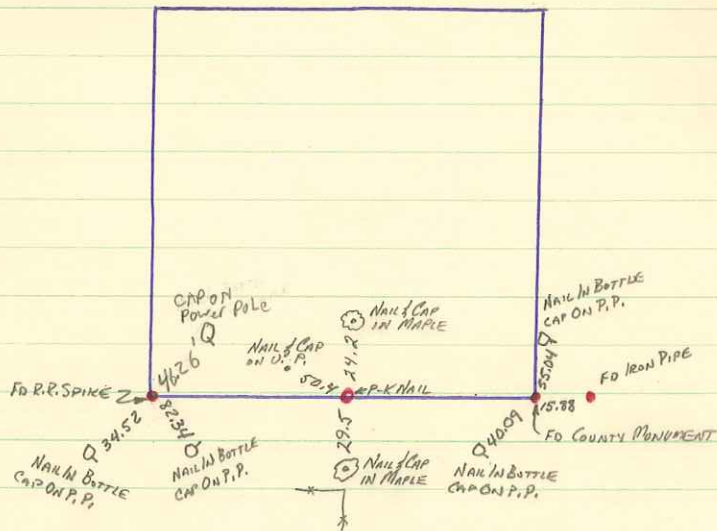 CAP ON
Power Pole
46.26
NAIL & CAP
ON U.P.
50.4
NAIL & CAP
IN MAPLE
24.2
NAIL IN BOTTLE
CAP ON P.P.
55.04
FD IRON PIPE
FD R.R. SPIKE
P-K NAIL
15.88
FD COUNTY MONUMENT
34.52
NAIL IN BOTTLE
CAP ON P.P.
82.34
NAIL IN BOTTLE
CAP ON P.P.
29.5
NAIL & CAP
IN MAPLE
40.09
NAIL IN BOTTLE
CAP ON P.P.